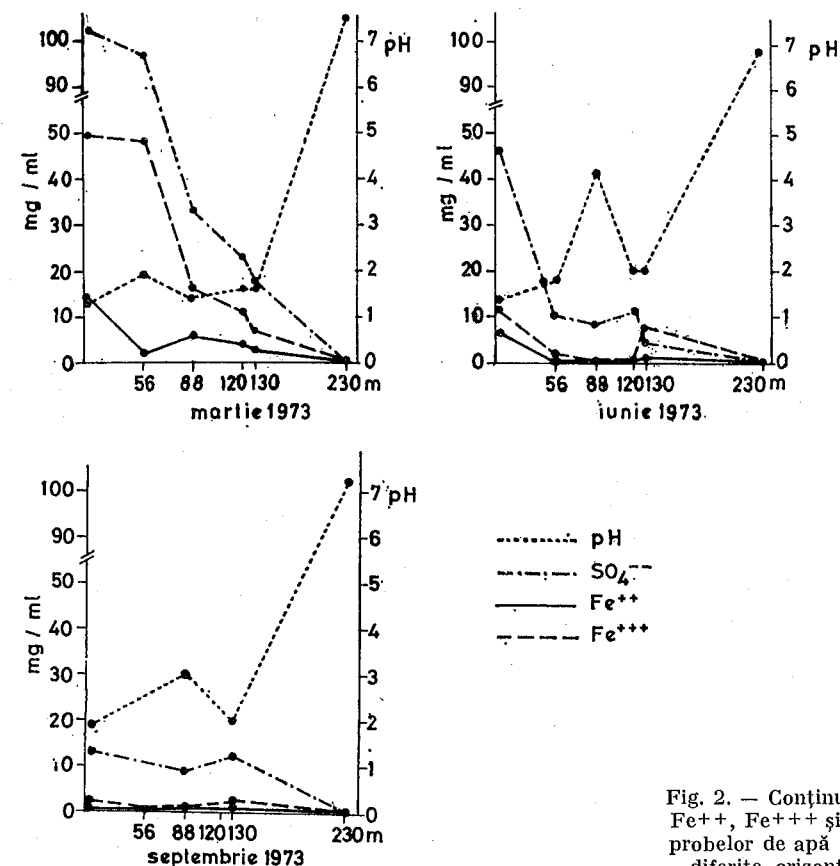 100
90
50
40
30
20
10
0
mg / ml
7 pH
6
5
4
3
2
1
0
56 88 120 130 230 m
martie 1973
100
90
50
40
30
20
10
0
mg / ml
7 pH
6
5
4
3
2
1
0
56 88 120 130 230 m
iunie 1973.
100
90
50
40
30
20
10
0
mg / ml
7 pH
6
5
4
3
2
1
0
56 88 120 130 230 m
septembrie 1973
pH
SO₄⁻⁻
Fe⁺⁺
Fe⁺⁺⁺
Fig. 2. — Conținu
Fe++, Fe+++ și
probelor de apă
diferite orizont